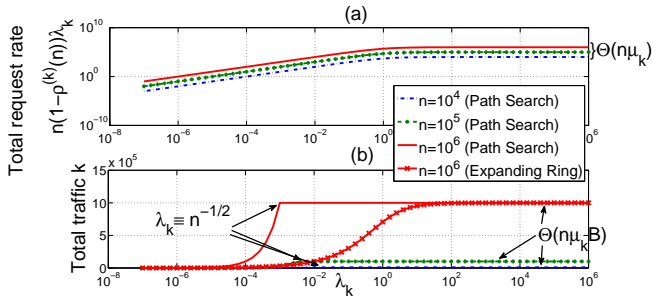 (a)
Total request rate
n(1-ρ^(k)(n))λ_k
10^10
10^0
10^-10
10^-8 10^-6 10^-4 10^-2 10^0 10^2 10^4 10^6
}Θ(nμ_k)
n=10^4 (Path Search)
n=10^5 (Path Search)
n=10^6 (Path Search)
n=10^6 (Expanding Ring)
(b)
Total traffic k
x 10^5
15
10
5
0
λ_k ≡ n^-1/2
Θ(nμ_kB)
10^-8 10^-6 10^-4 10^-2 10^0 10^2 10^4 10^6
λ_k